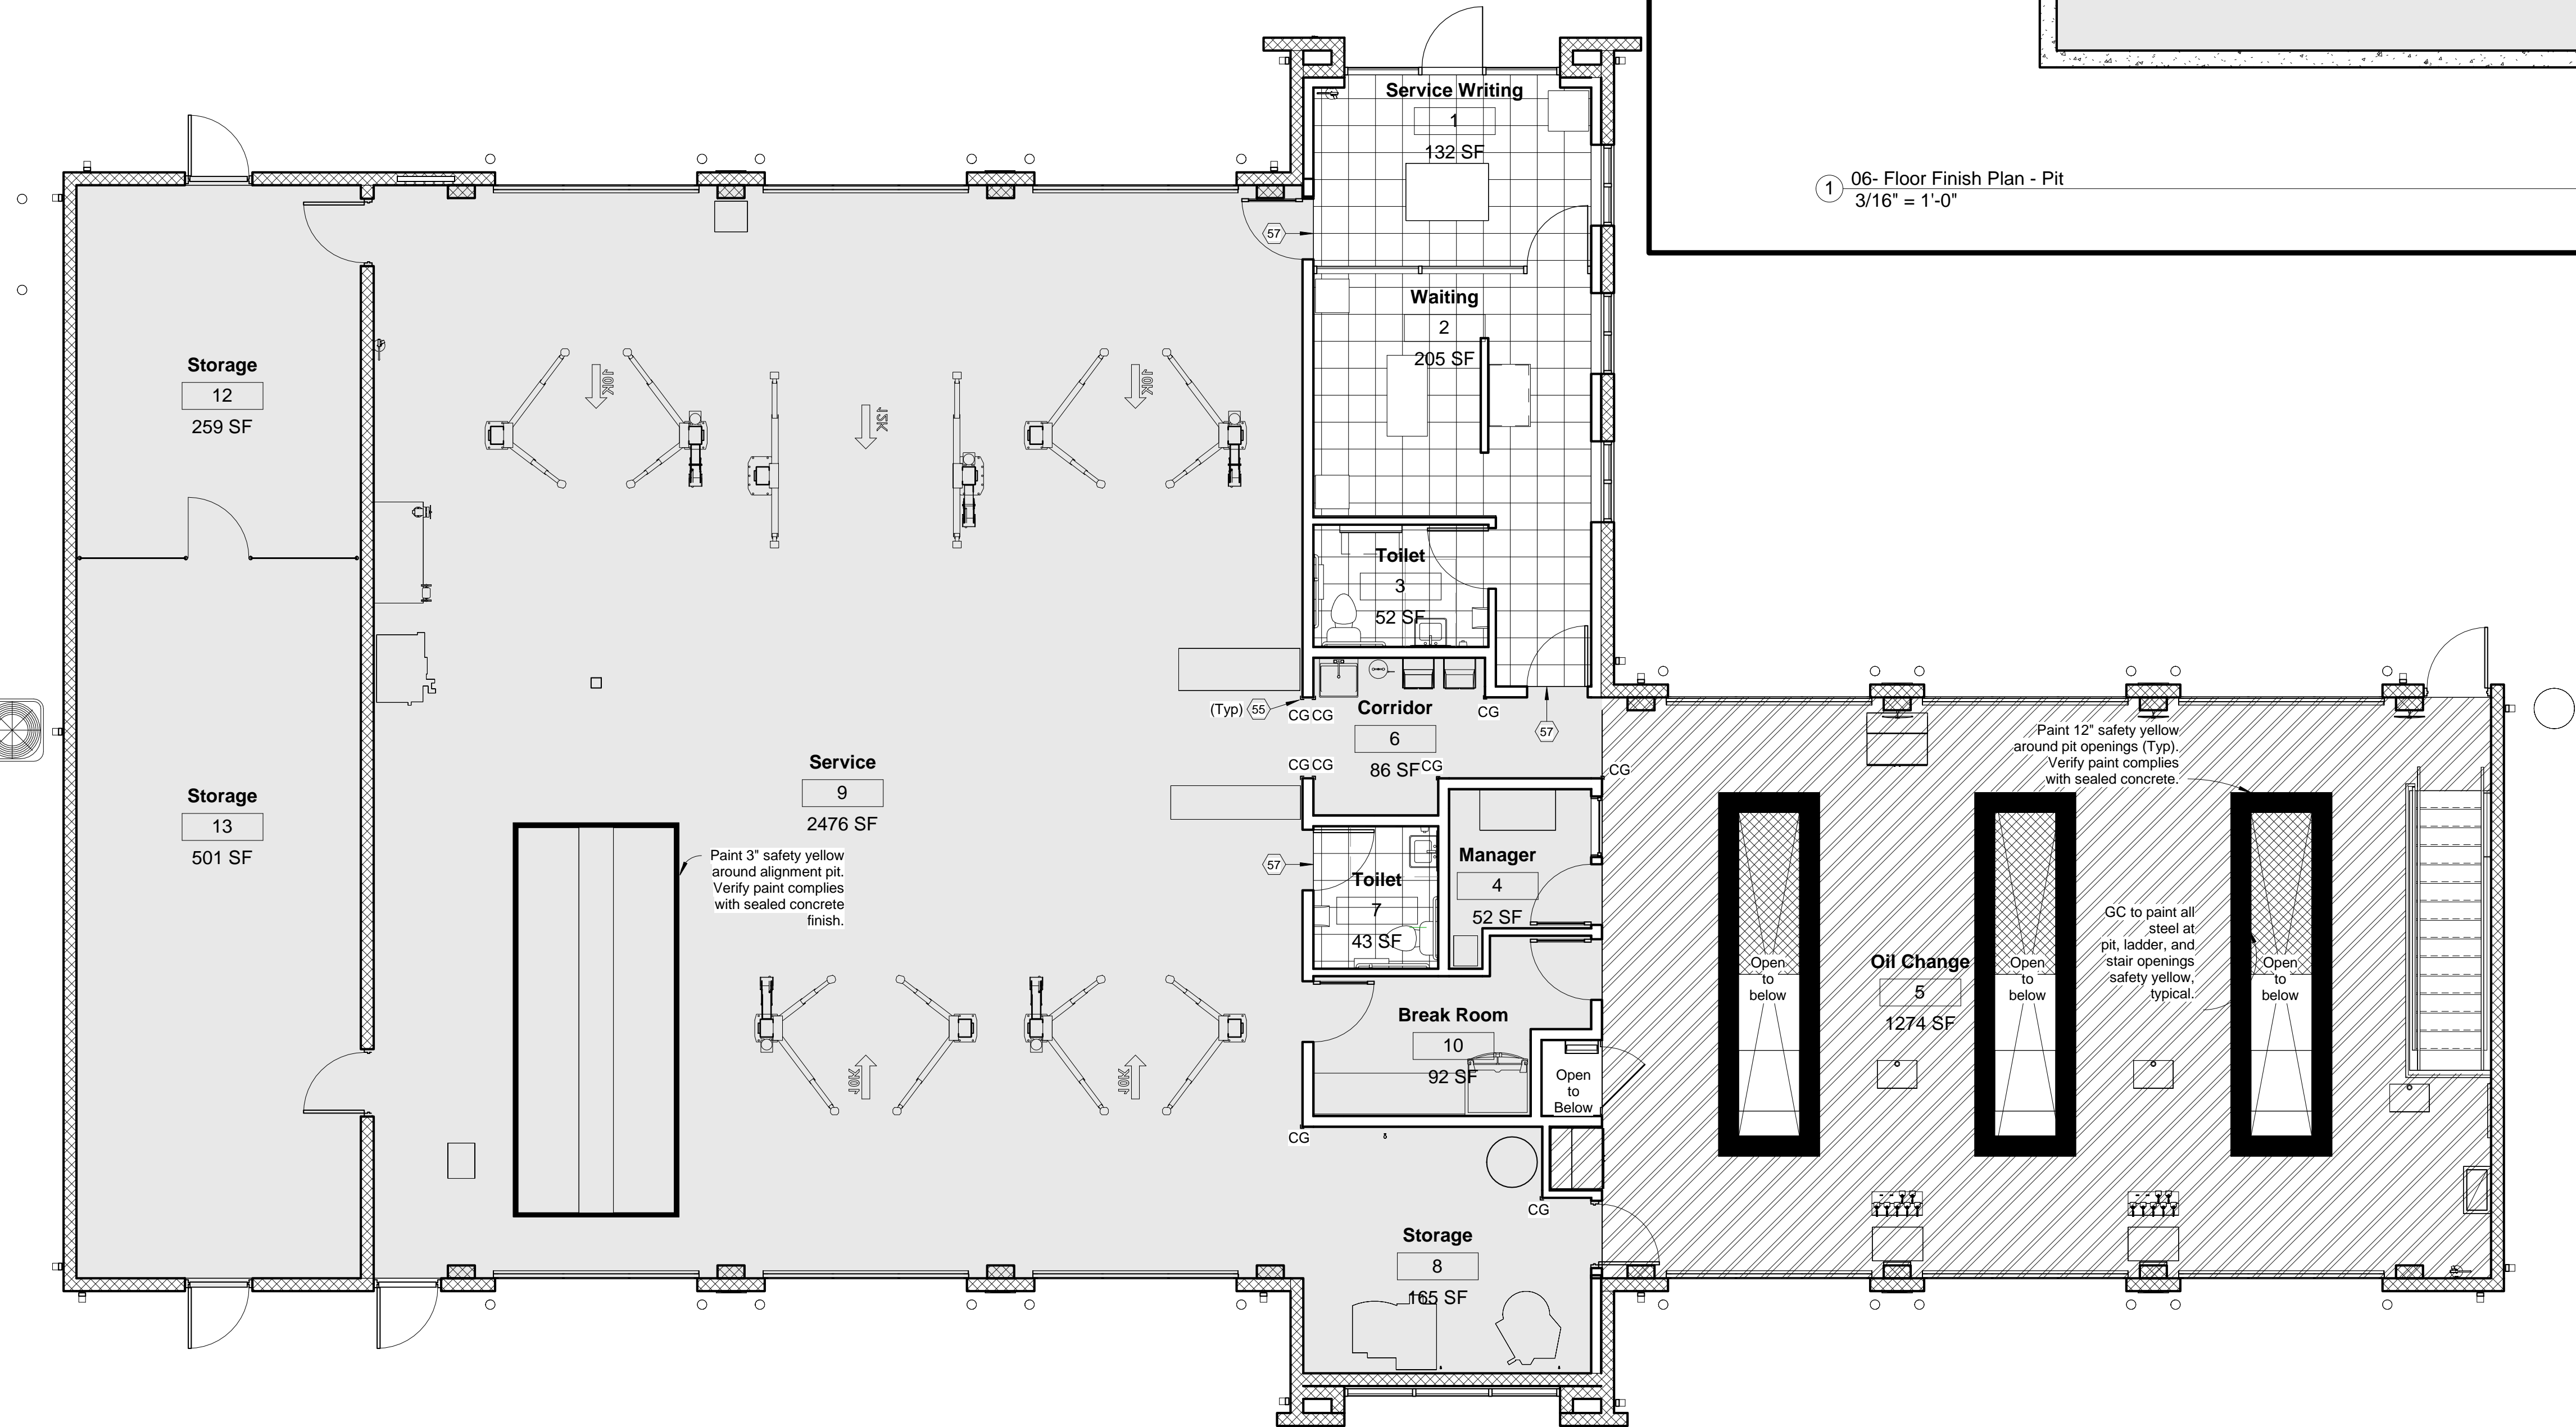 Service Writing
1
132 SF
1
06- Floor Finish Plan - Pit
3/16" = 1'-0"
57
Waiting
2
205 SF
Storage
12
259 SF
10K
12K
10K
Toilet
3
52 SF
(Typ)
55
CG CG
Corridor
6
86 SF
CG
57
CG CG
CG
CG
Paint 12" safety yellow
around pit openings (Typ).
Verify paint complies
with sealed concrete.
Service
9
2476 SF
Storage
13
501 SF
Paint 3" safety yellow
around alignment pit.
Verify paint complies
with sealed concrete
finish.
57
Toilet
7
43 SF
Manager
4
52 SF
GC to paint all
steel at
pit, ladder, and
stair openings
safety yellow,
typical.
Oil Change
5
1274 SF
Open
to
below
Open
to
below
Open
to
below
Break Room
10
92 SF
Open
to
Below
10K
10K
CG
CG
Storage
8
165 SF